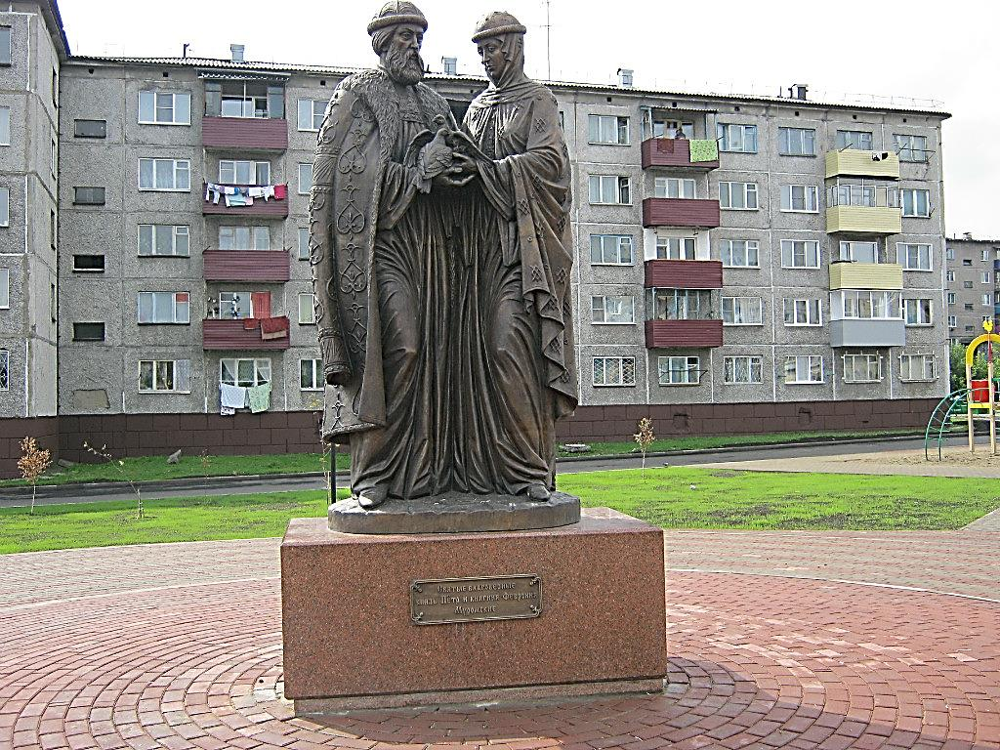 Святые благоверные
князь Петр и княгиня Феврония
Муромские